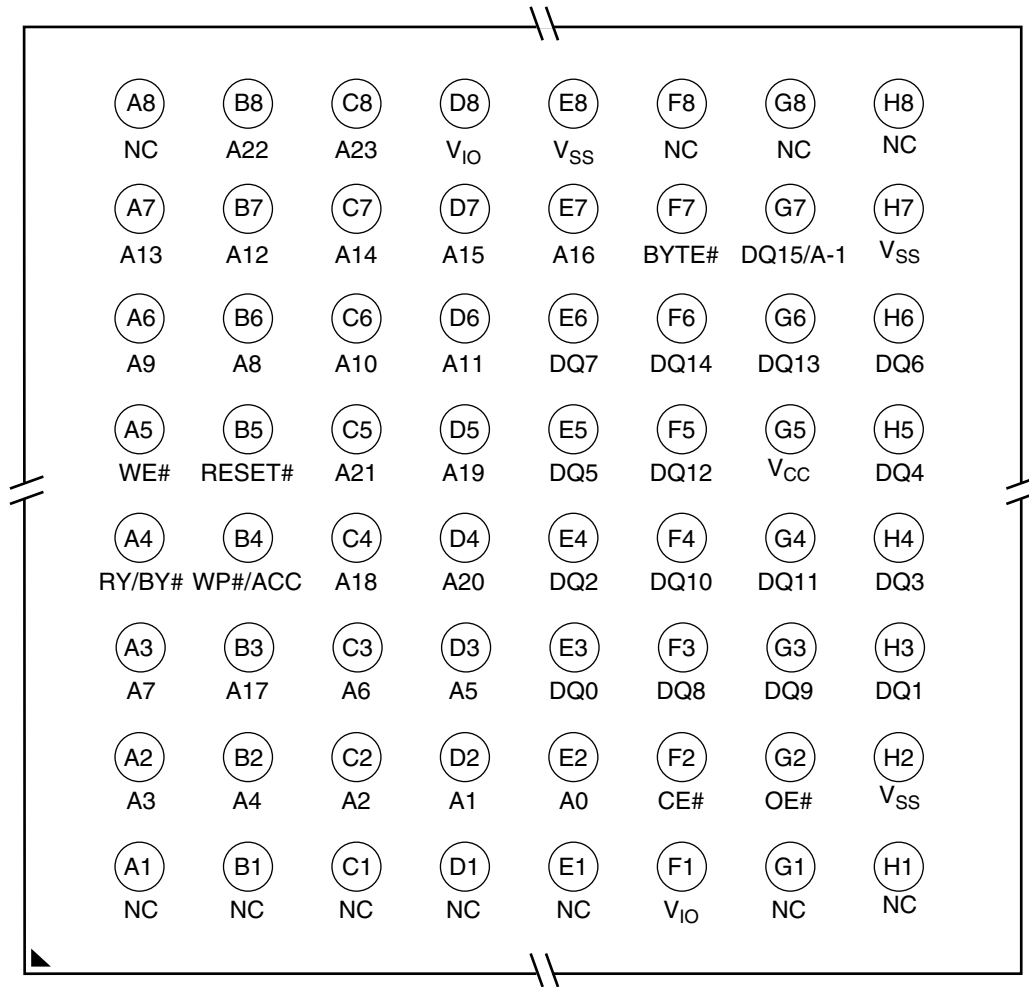 A8 B8 C8 D8 E8 F8 G8 H8
NC A22 A23 VIO VSS NC NC NC
A7 B7 C7 D7 E7 F7 G7 H7
A13 A12 A14 A15 A16 BYTE# DQ15/A-1 VSS
A6 B6 C6 D6 E6 F6 G6 H6
A9 A8 A10 A11 DQ7 DQ14 DQ13 DQ6
A5 B5 C5 D5 E5 F5 G5 H5
WE# RESET# A21 A19 DQ5 DQ12 VCC DQ4
A4 B4 C4 D4 E4 F4 G4 H4
RY/BY# WP#/ACC A18 A20 DQ2 DQ10 DQ11 DQ3
A3 B3 C3 D3 E3 F3 G3 H3
A7 A17 A6 A5 DQ0 DQ8 DQ9 DQ1
A2 B2 C2 D2 E2 F2 G2 H2
A3 A4 A2 A1 A0 CE# OE# VSS
A1 B1 C1 D1 E1 F1 G1 H1
NC NC NC NC NC VIO NC NC